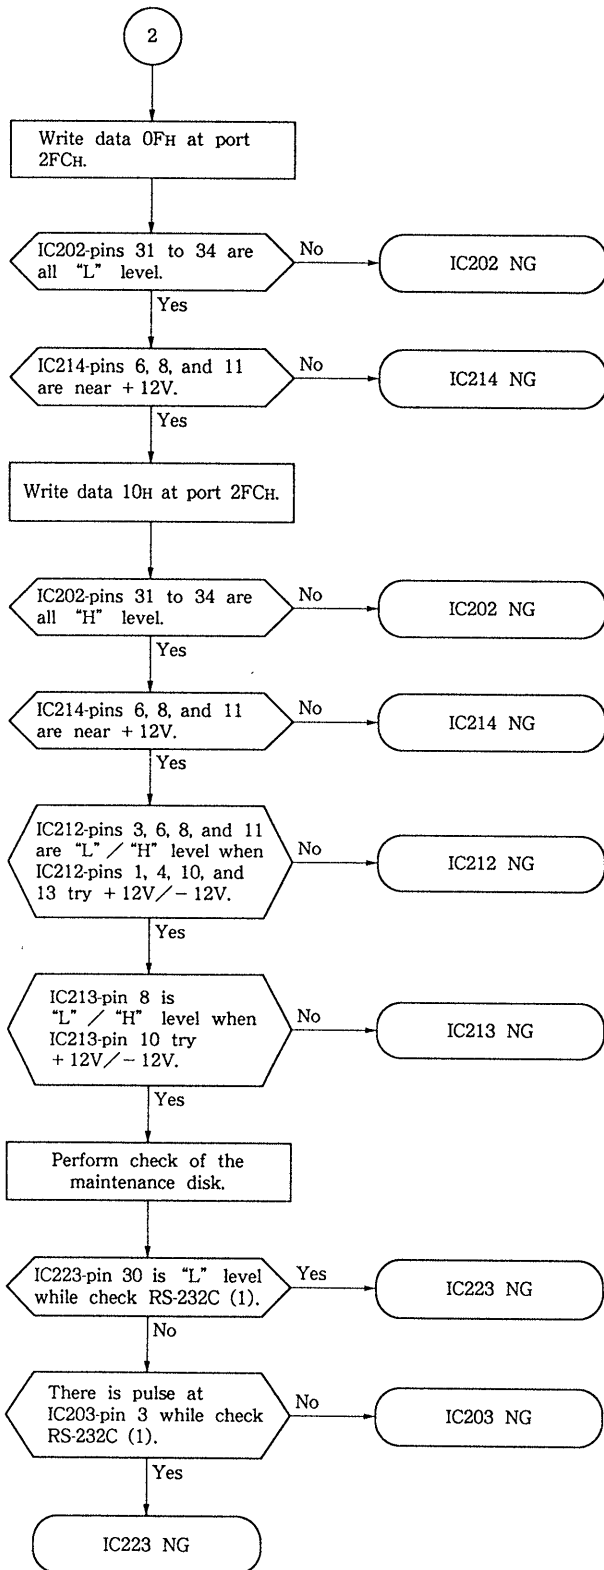 2
Write data 0FH at port
2FCH.
IC202-pins 31 to 34 are
all “L” level.
No
IC202 NG
Yes
IC214-pins 6, 8, and 11
are near +12V.
No
IC214 NG
Yes
Write data 10H at port 2FCH.
IC202-pins 31 to 34 are
all “H” level.
No
IC202 NG
Yes
IC214-pins 6, 8, and 11
are near +12V.
No
IC214 NG
Yes
IC212-pins 3, 6, 8, and 11
are “L” / “H” level when
IC212-pins 1, 4, 10, and
13 try +12V/−12V.
No
IC212 NG
Yes
IC213-pin 8 is
“L” / “H” level when
IC213-pin 10 try
+12V/−12V.
No
IC213 NG
Yes
Perform check of the
maintenance disk.
IC223-pin 30 is “L” level
while check RS-232C (1).
Yes
IC223 NG
No
There is pulse at
IC203-pin 3 while check
RS-232C (1).
No
IC203 NG
Yes
IC223 NG